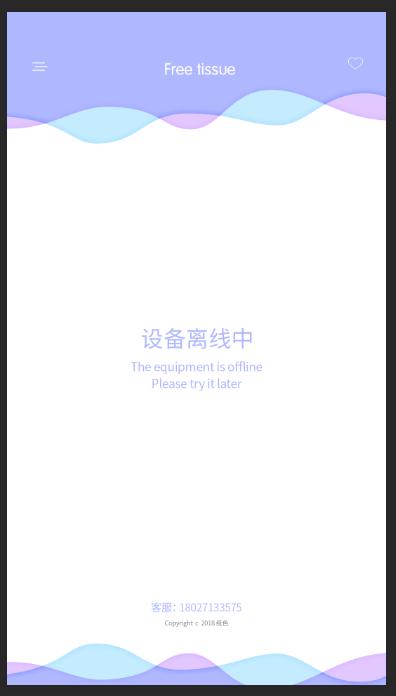 Free tissue
设备离线中
The equipment is offline
Please try it later
客服：18027133575
Copyright c 2018